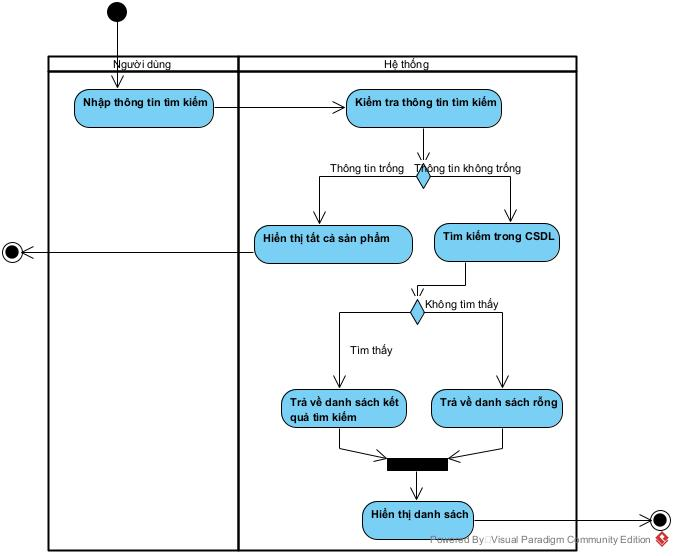 Người dùng
Hệ thống
Nhập thông tin tìm kiếm
Kiểm tra thông tin tìm kiếm
Thông tin trống
Thông tin không trống
Hiển thị tất cả sản phẩm
Tìm kiếm trong CSDL
Không tìm thấy
Tìm thấy
Trả về danh sách kết
quả tìm kiếm
Trả về danh sách rỗng
Hiển thị danh sách
Powered By Visual Paradigm Community Edition